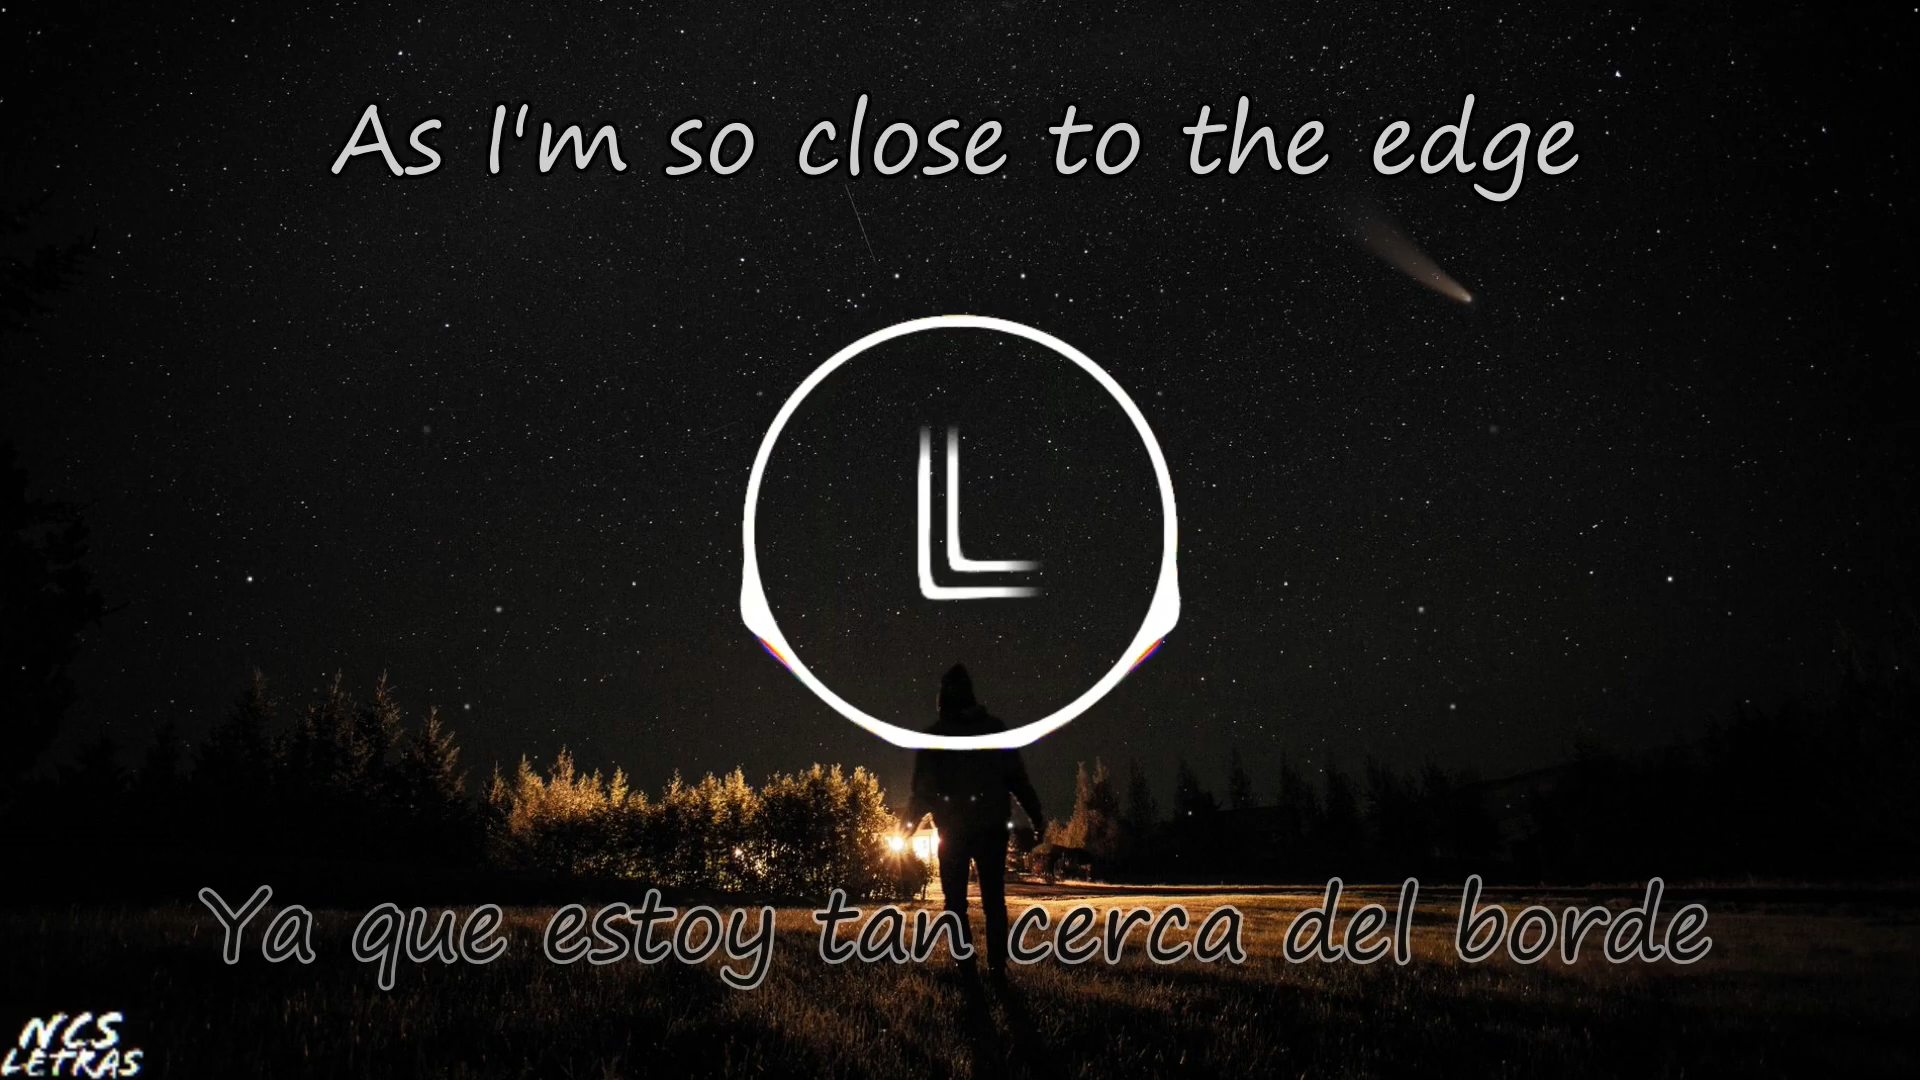 As I'm so close to the edge
L
Ya que estoy tan cerca del borde
NCS
LETRAS